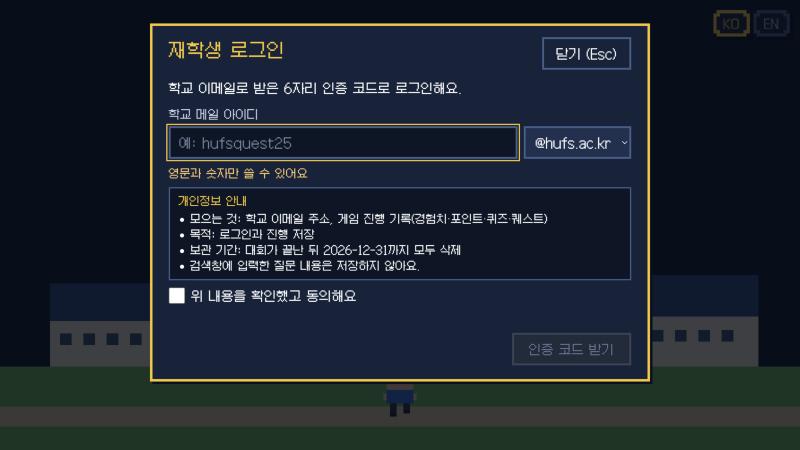 KO EN
재학생 로그인
닫기 (Esc)
학교 이메일로 받은 6자리 인증 코드로 로그인해요.
학교 메일 아이디
예: hufsquest25
@hufs.ac.kr
영문과 숫자만 쓸 수 있어요
개인정보 안내
• 모으는 것: 학교 이메일 주소, 게임 진행 기록(경험치·포인트·퀴즈·퀘스트)
• 목적: 로그인과 진행 저장
• 보관 기간: 대회가 끝난 뒤 2026-12-31까지 모두 삭제
• 검색창에 입력한 질문 내용은 저장하지 않아요.
위 내용을 확인했고 동의해요
인증 코드 받기